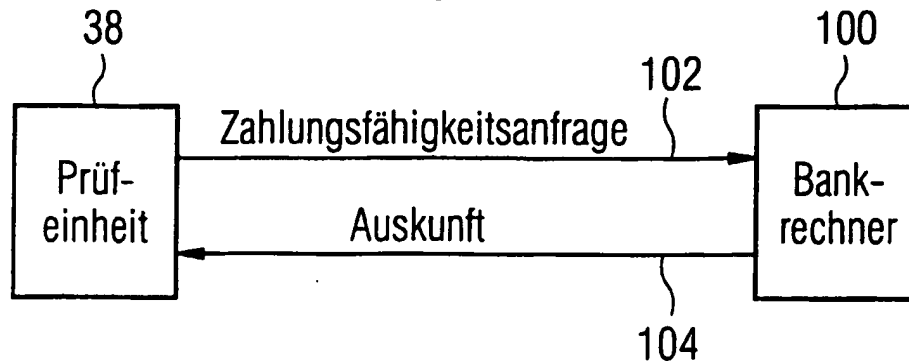 38
100
102
Zahlungsfähigkeitsanfrage
Prüf-
einheit
Bank-
rechner
Auskunft
104